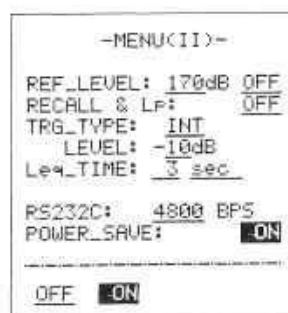 -MENU(II)-
REF_LEVEL: 170dB OFF
RECALL & Lp: OFF
TRG_TYPE: INT
LEVEL: -10dB
Leq_TIME: 3 sec
RS232C: 4800 BPS
POWER_SAVE: ON
OFF ON